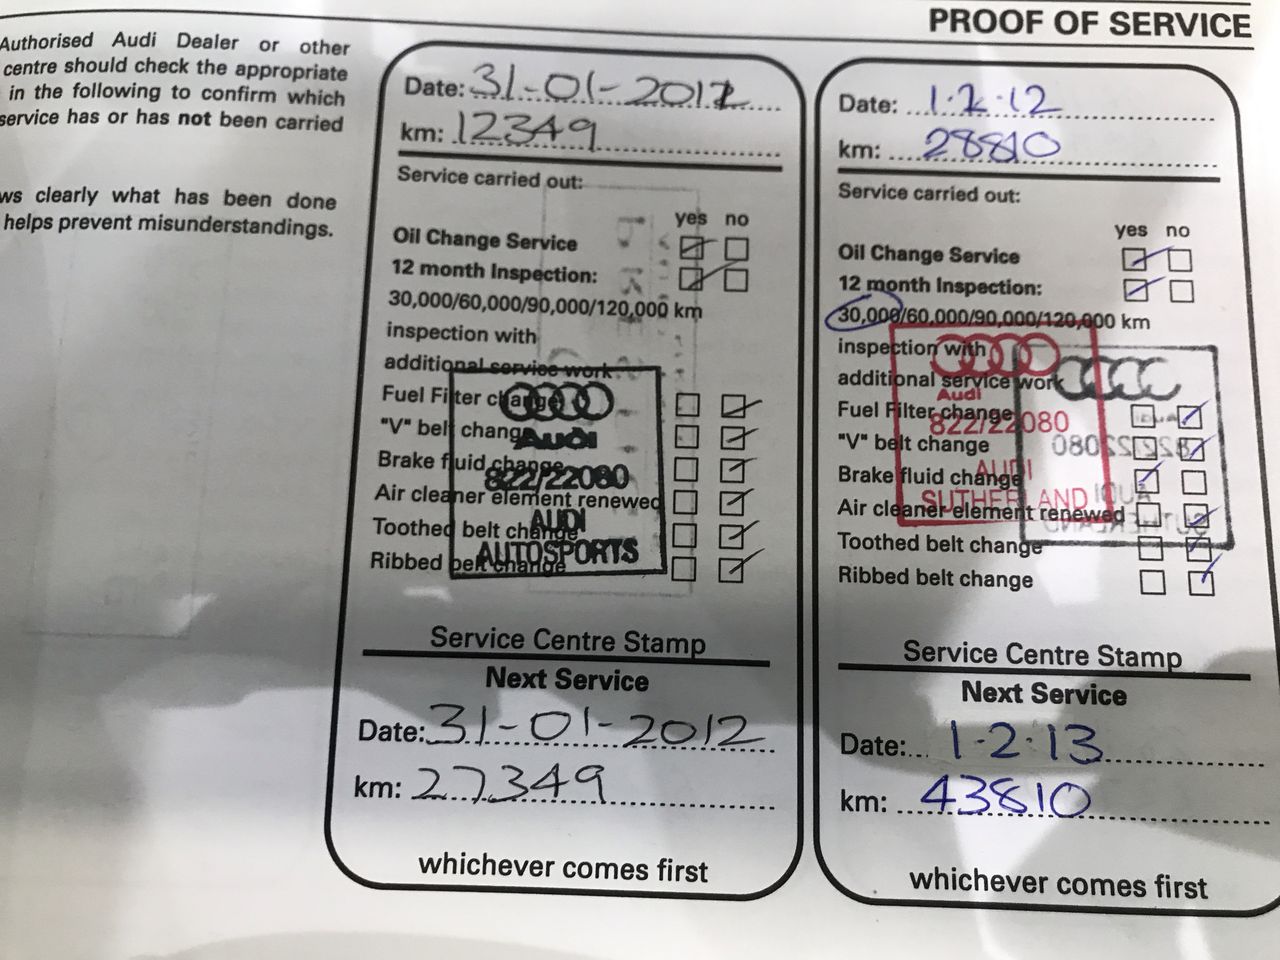 PROOF OF SERVICE
Authorised Audi Dealer or other
centre should check the appropriate
in the following to confirm which
service has or has not been carried
ws clearly what has been done
helps prevent misunderstandings.
Date: 31-01-2011
km: 12349
Service carried out:
yes no
Oil Change Service
12 month Inspection:
30,000/60,000/90,000/120,000 km
inspection with
additional service work
Fuel Filter change
"V" belt change
Brake fluid change
Air cleaner element renewed
Toothed belt change
Ribbed belt change
Audi
822/22080
AUDI
AUTOSPORTS
Service Centre Stamp
Next Service
Date: 31-01-2012
km: 27349
whichever comes first
Date: 1·2·12
km: 28810
Service carried out:
yes no
Oil Change Service
12 month Inspection:
30,000/60,000/90,000/120,000 km
inspection with
additional service work
Fuel Filter change
"V" belt change
Brake fluid change
Air cleaner element renewed
Toothed belt change
Ribbed belt change
Audi
822/22080
AUDI
SUTHERLAND
Service Centre Stamp
Next Service
Date: 1·2·13
km: 43810
whichever comes first